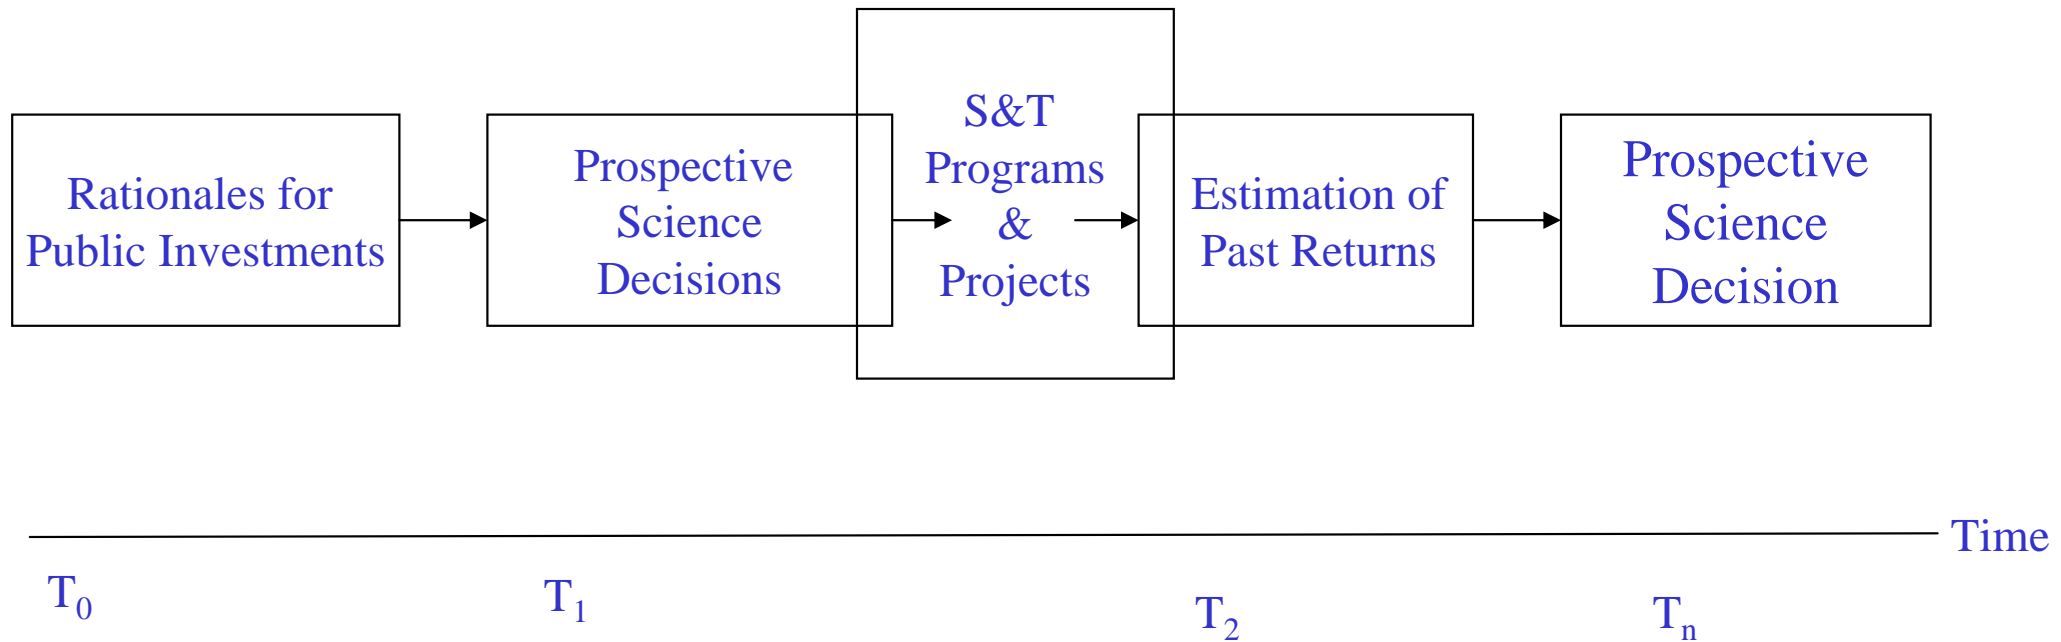 Rationales for
Public Investments
Prospective
Science
Decisions
S&T
Programs
&
Projects
Estimation of
Past Returns
Prospective
Science
Decision
Time
T0
T1
T2
Tn